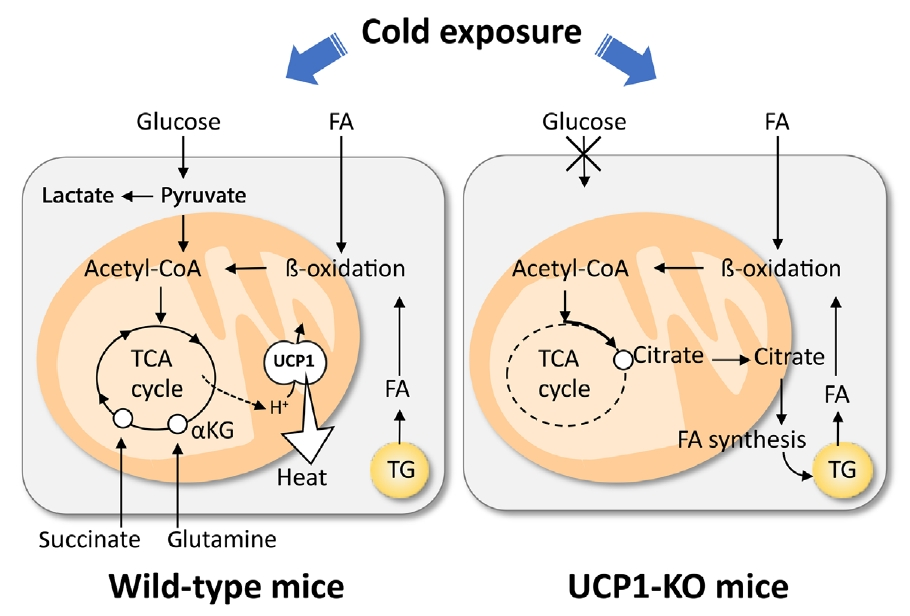 Cold exposure
Glucose
FA
Lactate
Pyruvate
Acetyl-CoA
ß-oxidation
TCA
cycle
UCP1
H⁺
αKG
FA
Heat
TG
Succinate
Glutamine
Wild-type mice
Glucose
FA
Acetyl-CoA
ß-oxidation
TCA
cycle
Citrate
Citrate
FA
FA synthesis
TG
UCP1-KO mice